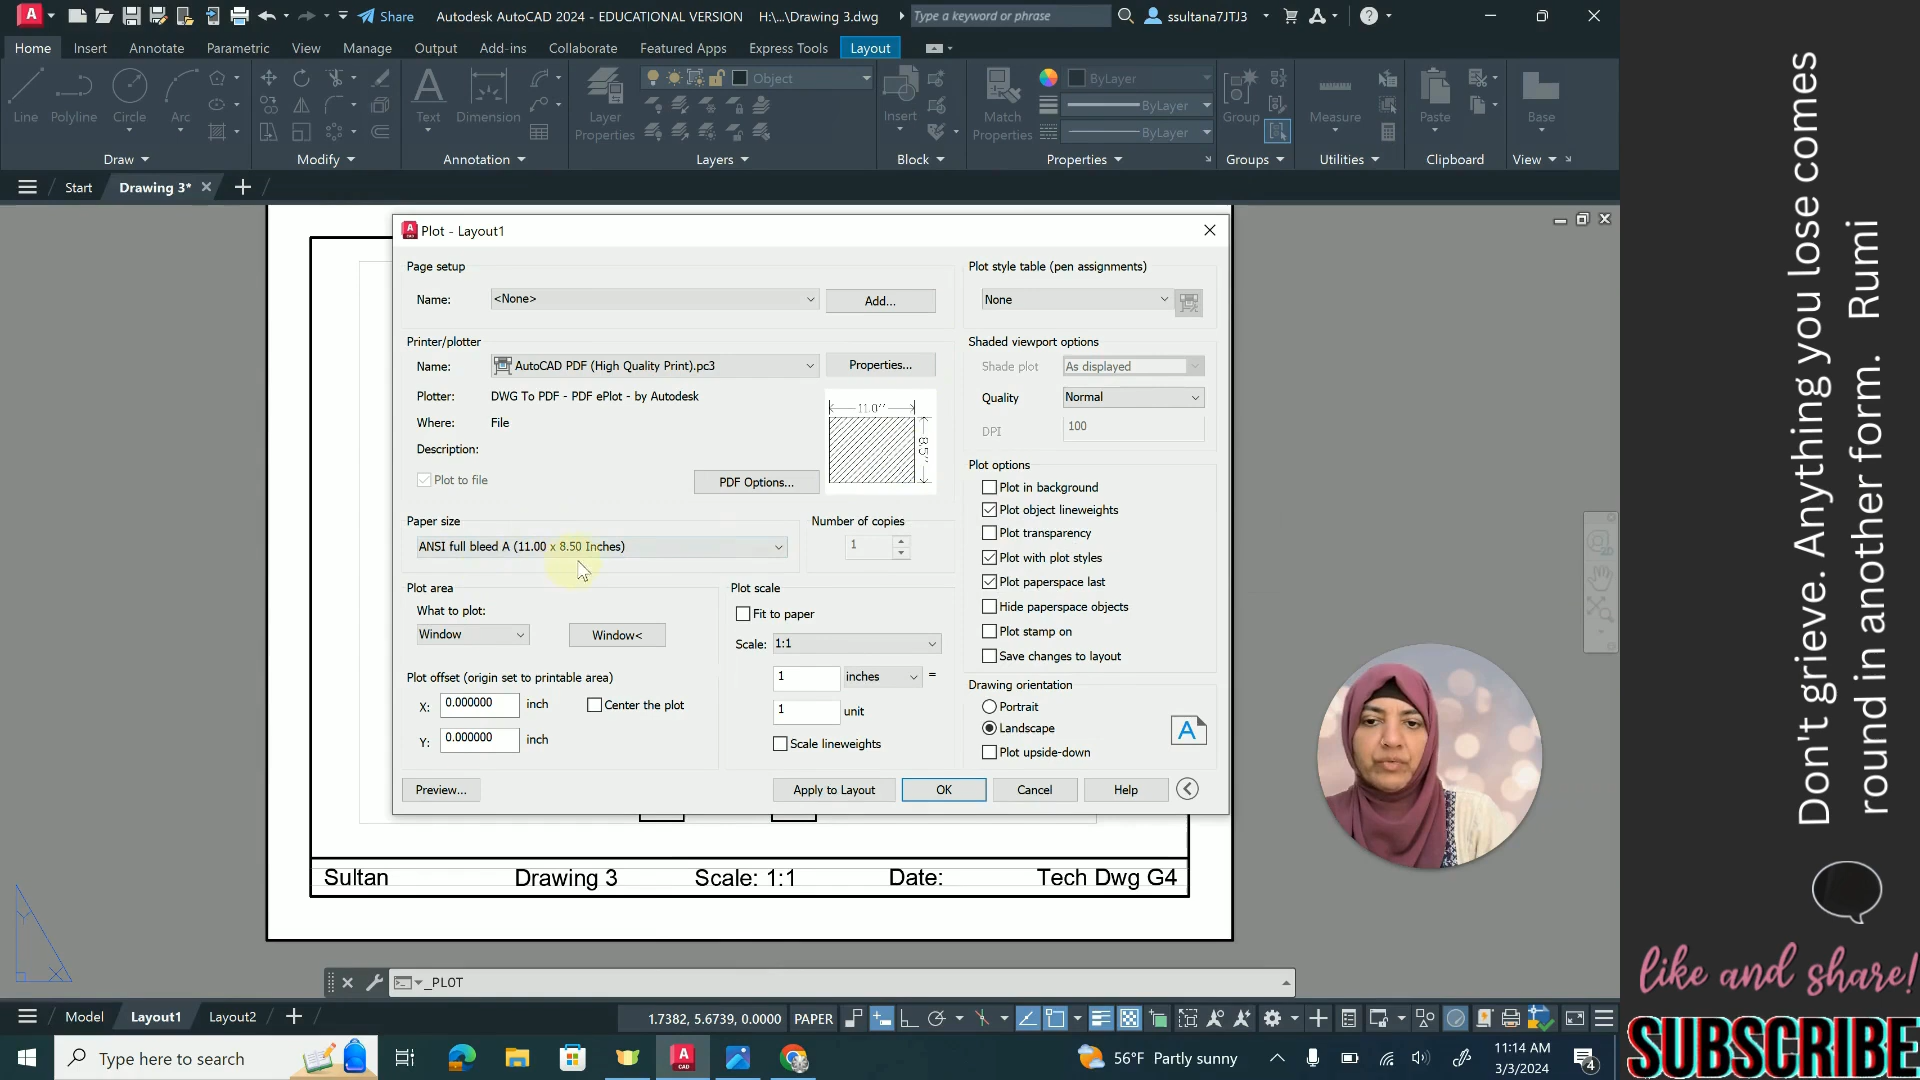 Share
Autodesk AutoCAD 2024 - EDUCATIONAL VERSION
H:\...\Drawing 3.dwg
Type a keyword or phrase
ssultana7JTJ3
Home
Insert
Annotate
Parametric
View
Manage
Output
Add-ins
Collaborate
Featured Apps
Express Tools
Layout
Line
Polyline
Circle
Arc
Text
Dimension
Layer
Properties
Object
Insert
Match
Properties
ByLayer
ByLayer
ByLayer
Group
Measure
Paste
Base
Draw
Modify
Annotation
Layers
Block
Properties
Groups
Utilities
Clipboard
View
Start
Drawing 3*
Plot - Layout1
Page setup
Name:
<None>
Add...
Printer/plotter
Name:
AutoCAD PDF (High Quality Print).pc3
Properties...
Plotter:
DWG To PDF - PDF ePlot - by Autodesk
Where:
File
Description:
Plot to file
PDF Options...
11.0''
8.5''
Paper size
ANSI full bleed A (11.00 x 8.50 Inches)
Number of copies
1
Plot area
What to plot:
Window
Window<
Plot offset (origin set to printable area)
X:
0.000000
inch
Center the plot
Y:
0.000000
inch
Plot scale
Fit to paper
Scale:
1:1
1
inches
=
1
unit
Scale lineweights
Plot style table (pen assignments)
None
Shaded viewport options
Shade plot
As displayed
Quality
Normal
DPI
100
Plot options
Plot in background
Plot object lineweights
Plot transparency
Plot with plot styles
Plot paperspace last
Hide paperspace objects
Plot stamp on
Save changes to layout
Drawing orientation
Portrait
Landscape
Plot upside-down
A
Preview...
Apply to Layout
OK
Cancel
Help
Sultan
Drawing 3
Scale: 1:1
Date:
Tech Dwg G4
_PLOT
Model
Layout1
Layout2
1.7382, 5.6739, 0.0000
PAPER
Type here to search
56°F Partly sunny
11:14 AM
3/3/2024
4
Don't grieve. Anything you lose comes
round in another form. Rumi
like and share!
SUBSCRIBE